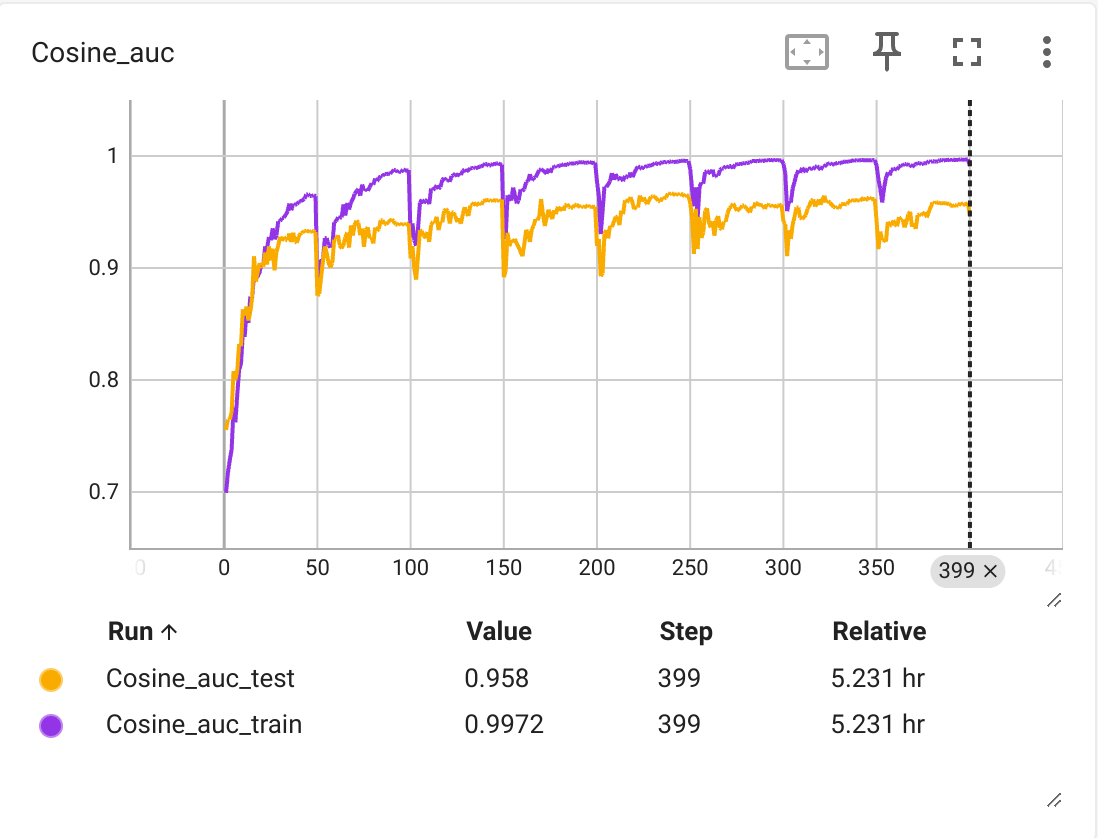 Cosine_auc
1
0.9
0.8
0.7
0 0 50 100 150 200 250 300 350 399 ×
Run ↑ Value Step Relative
Cosine_auc_test 0.958 399 5.231 hr
Cosine_auc_train 0.9972 399 5.231 hr